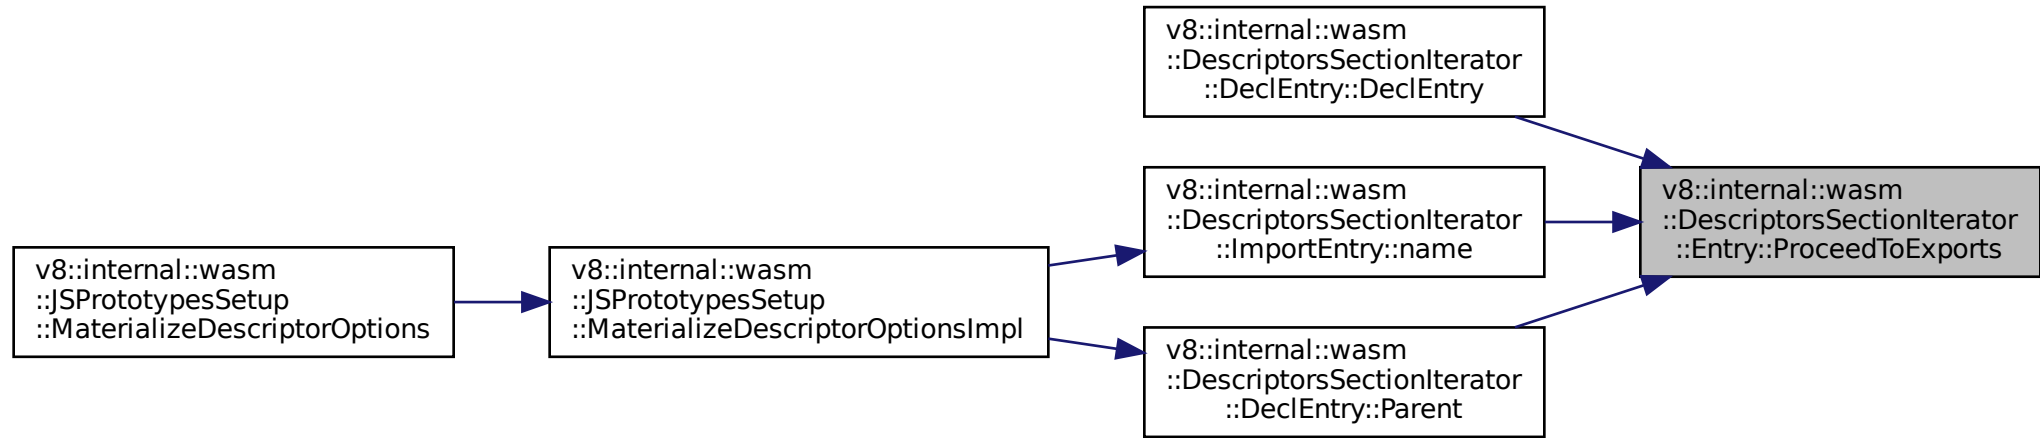 v8::internal::wasm
::JSPrototypesSetup
::MaterializeDescriptorOptions
v8::internal::wasm
::JSPrototypesSetup
::MaterializeDescriptorOptionsImpl
v8::internal::wasm
::DescriptorsSectionIterator
::DeclEntry::DeclEntry
v8::internal::wasm
::DescriptorsSectionIterator
::ImportEntry::name
v8::internal::wasm
::DescriptorsSectionIterator
::DeclEntry::Parent
v8::internal::wasm
::DescriptorsSectionIterator
::Entry::ProceedToExports